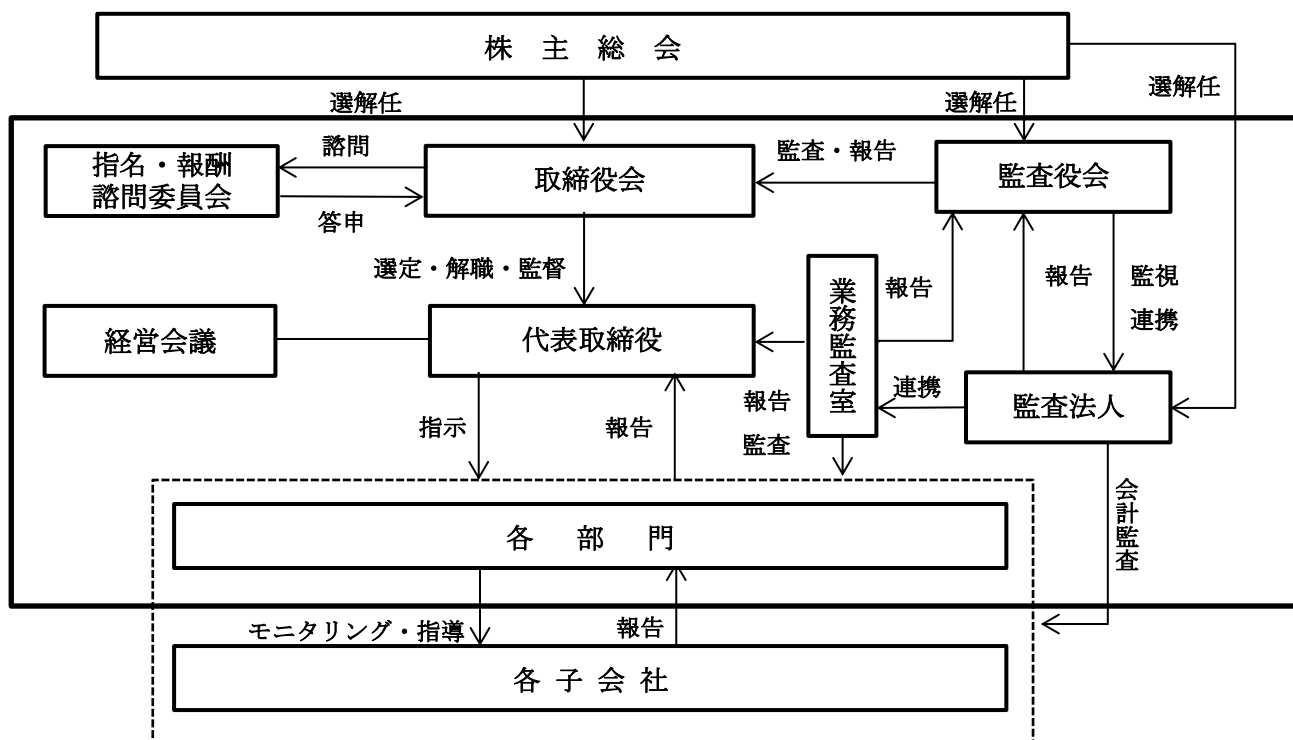 株主総会
選解任
選解任
選解任
諮問
指名・報酬
諮問委員会
答申
取締役会
監査・報告
監査役会
選定・解職・監督
業務監査室
報告
報告
監視
連携
経営会議
代表取締役
連携
監査法人
指示
報告
報告
監査
会計監査
各部門
モニタリング・指導
報告
各子会社